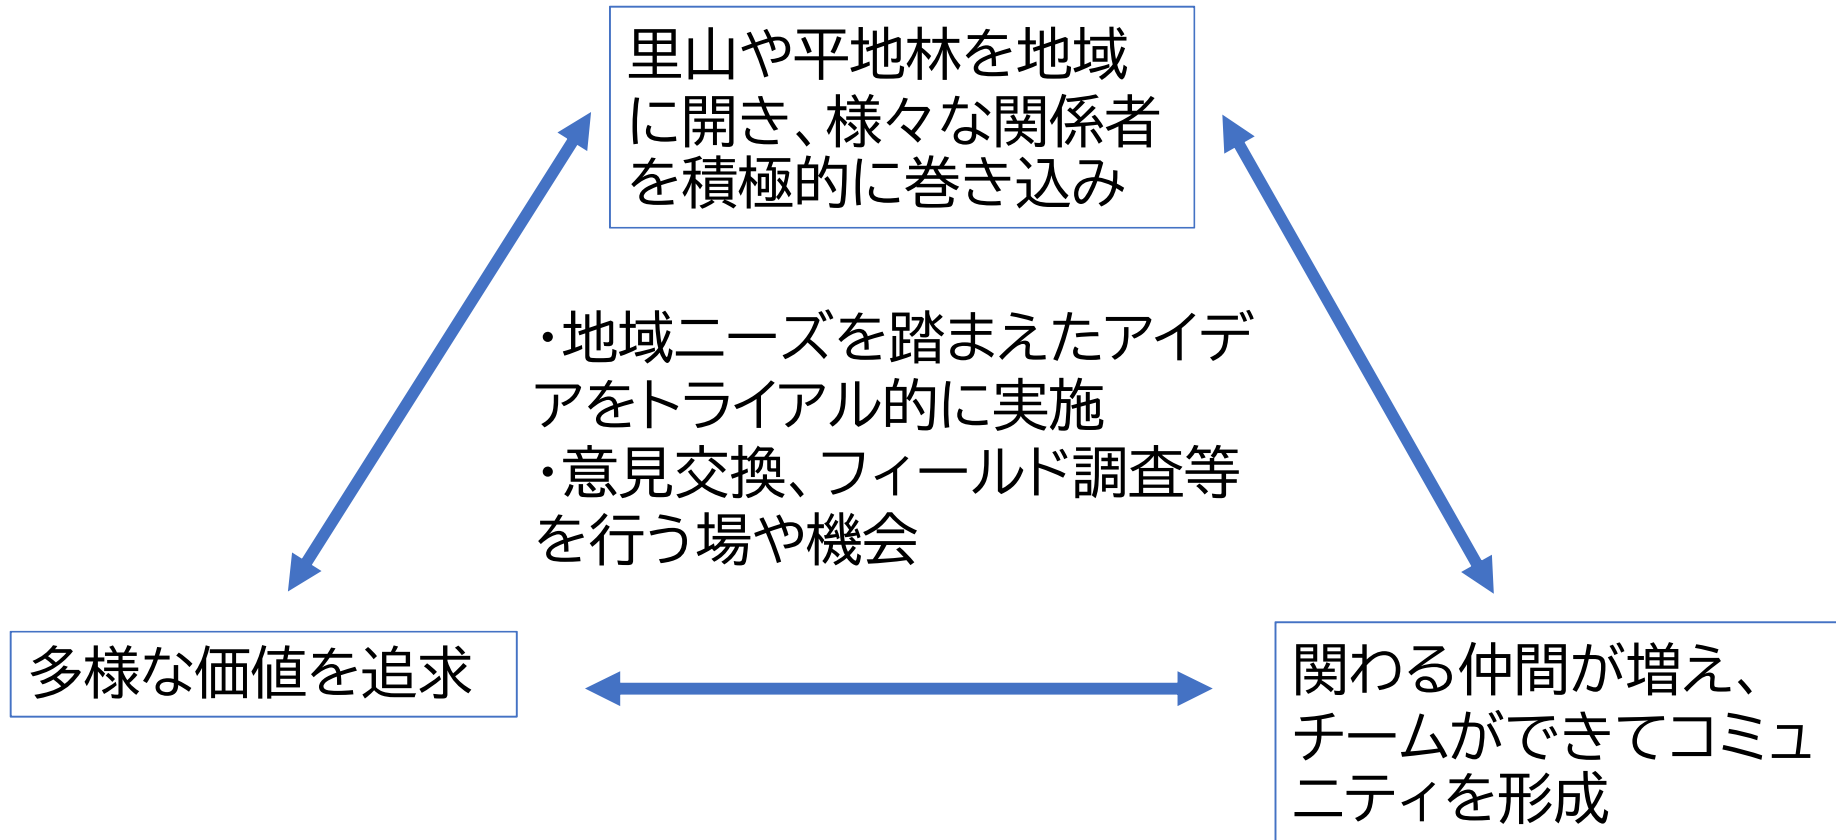 里山や平地林を地域
に開き、様々な関係者
を積極的に巻き込み
・地域ニーズを踏まえたアイデ
アをトライアル的に実施
・意見交換、フィールド調査等
を行う場や機会
多様な価値を追求
関わる仲間が増え、
チームができてコミュ
ニティを形成